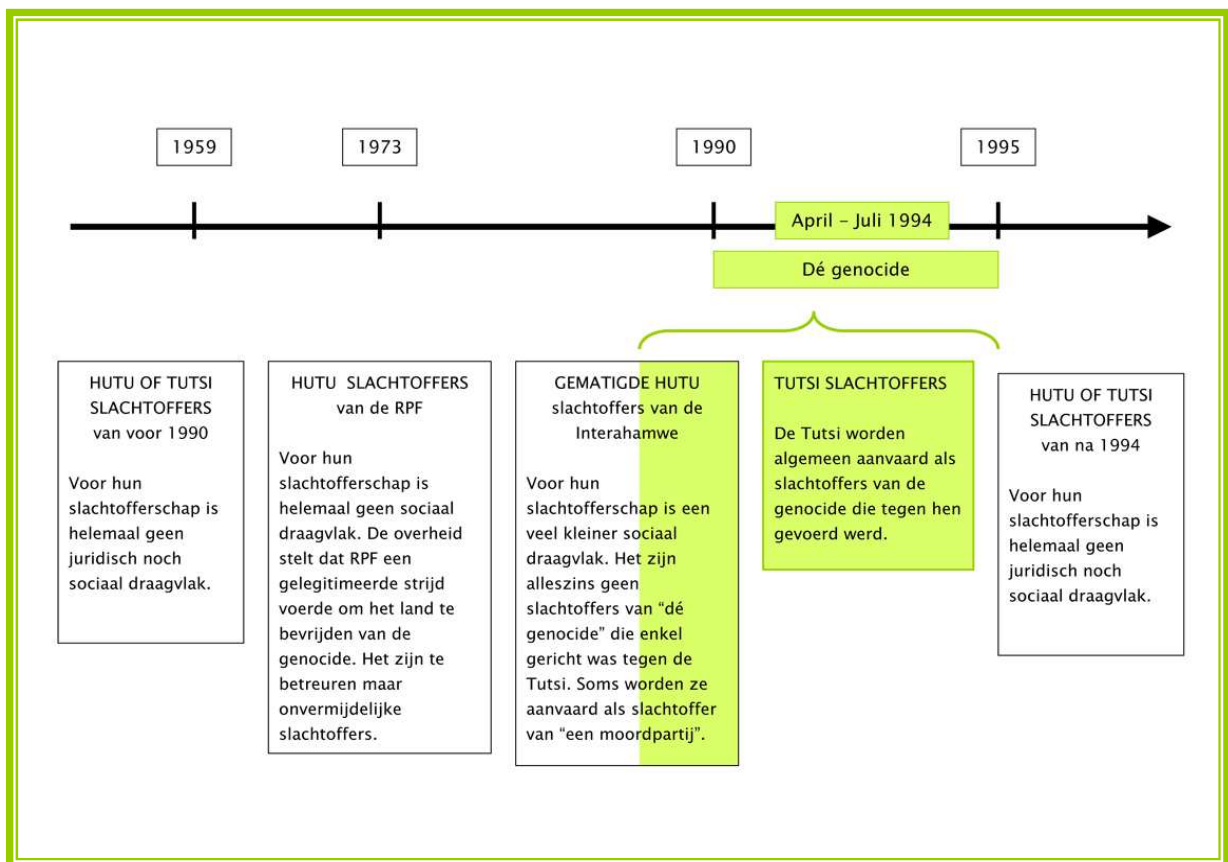 1959
1973
1990
1995
April – Juli 1994
Dé genocide
HUTU OF TUTSI
SLACHTOFFERS
van voor 1990
Voor hun
slachtofferschap is
helemaal geen
juridisch noch
sociaal draagvlak.
HUTU SLACHTOFFERS
van de RPF
Voor hun
slachtofferschap is
helemaal geen sociaal
draagvlak. De overheid
stelt dat RPF een
gelegitimeerde strijd
voerde om het land te
bevrijden van de
genocide. Het zijn te
betreuren maar
onvermijdelijke
slachtoffers.
GEMATIGDE HUTU
slachtoffers van de
Interahamwe
Voor hun
slachtofferschap is een
veel kleiner sociaal
draagvlak. Het zijn
alleszins geen
slachtoffers van “dé
genocide” die enkel
gericht was tegen de
Tutsi. Soms worden ze
aanvaard als slachtoffer
van “een moordpartij”.
TUTSI SLACHTOFFERS
De Tutsi worden
algemeen aanvaard als
slachtoffers van de
genocide die tegen hen
gevoerd werd.
HUTU OF TUTSI
SLACHTOFFERS
van na 1994
Voor hun
slachtofferschap is
helemaal geen
juridisch noch
sociaal draagvlak.